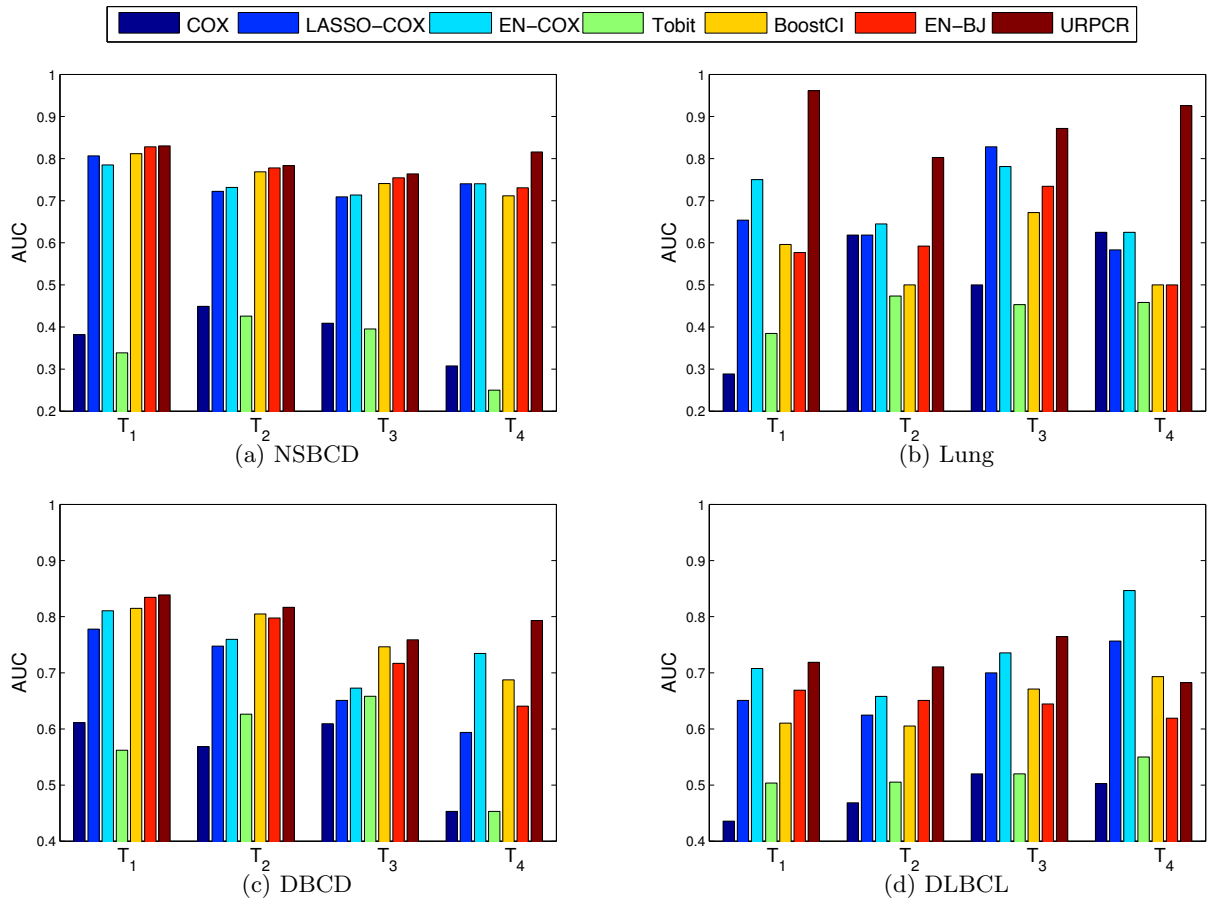 COX LASSO-COX EN-COX Tobit BoostCI EN-BJ URPCR
1
0.9
0.8
0.7
0.6
0.5
0.4
0.3
0.2
AUC
T1 T2 T3 T4
(a) NSBCD
1
0.9
0.8
0.7
0.6
0.5
0.4
0.3
0.2
AUC
T1 T2 T3 T4
(b) Lung
1
0.9
0.8
0.7
0.6
0.5
0.4
AUC
T1 T2 T3 T4
(c) DBCD
1
0.9
0.8
0.7
0.6
0.5
0.4
AUC
T1 T2 T3 T4
(d) DLBCL